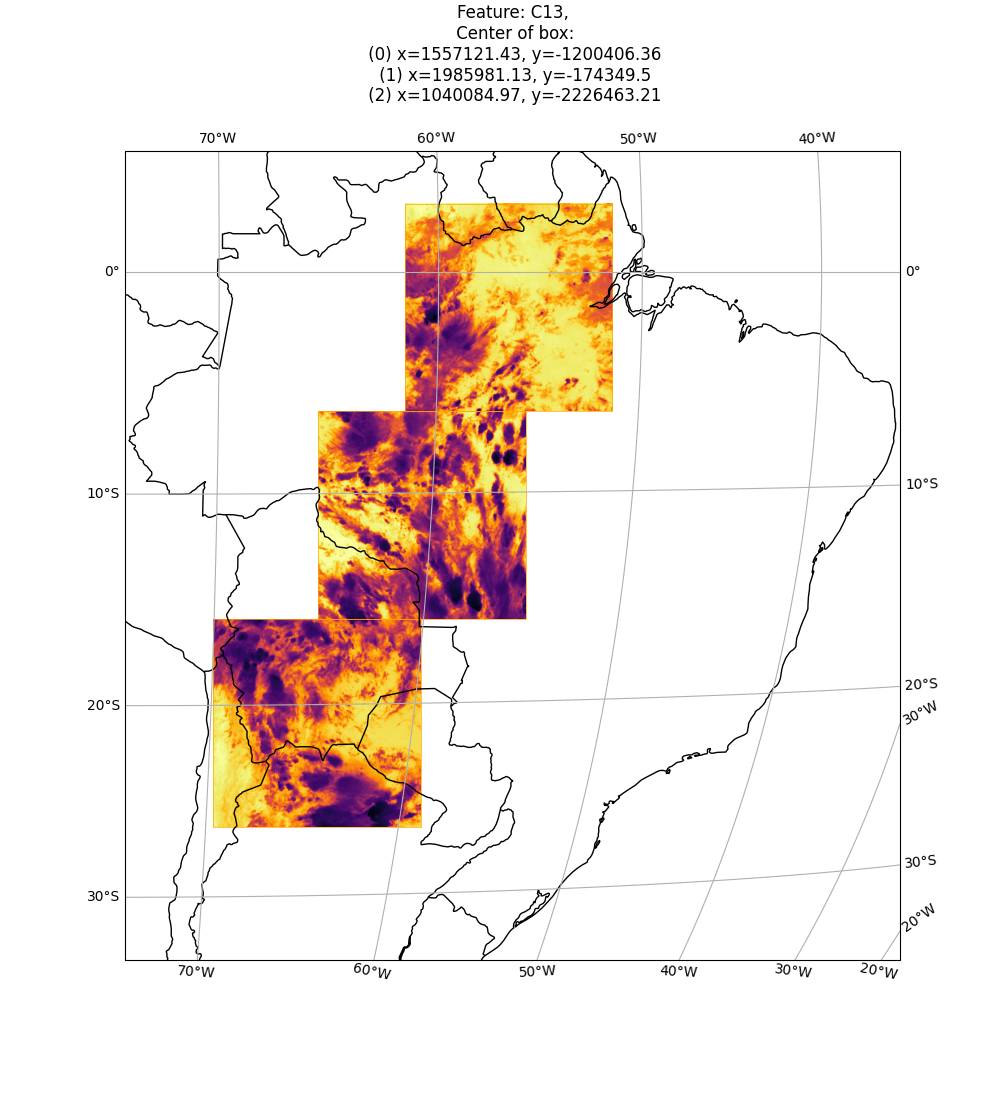 Feature: C13,
Center of box:
(0) x=1557121.43, y=-1200406.36
(1) x=1985981.13, y=-174349.5
(2) x=1040084.97, y=-2226463.21
70°W 60°W 50°W 40°W
0° 0°
10°S 10°S
20°S 20°S
30°W
30°S 30°S
20°W
70°W 60°W 50°W 40°W 30°W 20°W